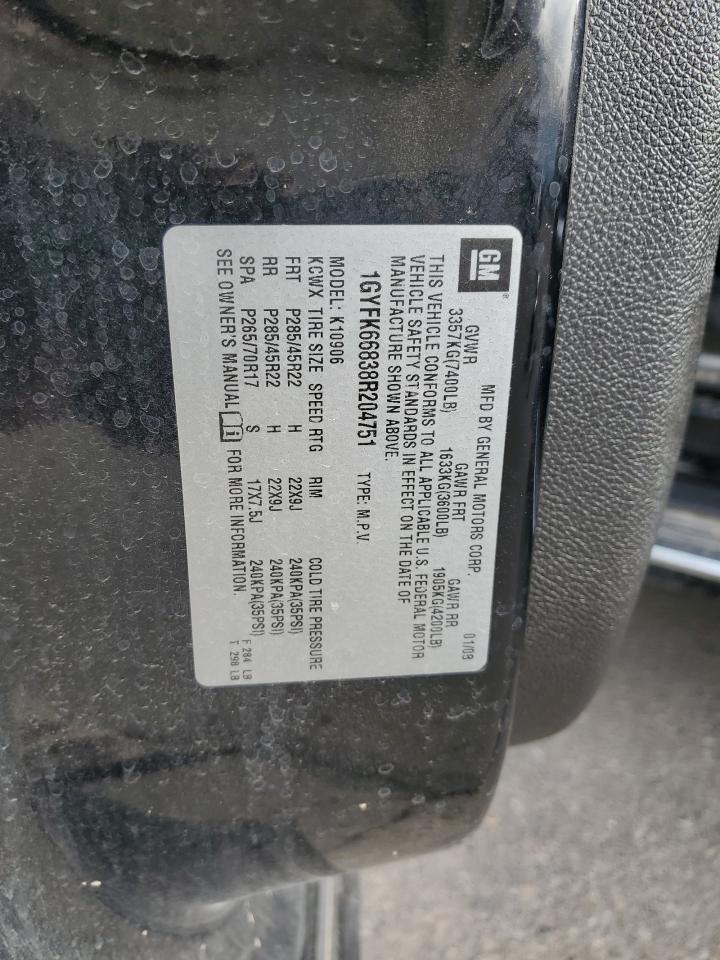 GM®
MFD BY GENERAL MOTORS CORP. 01/08
GVWR GAWR FRT GAWR RR
3357KG(7400LB) 1633KG(3600LB) 1905KG(4200LB)
THIS VEHICLE CONFORMS TO ALL APPLICABLE U.S. FEDERAL MOTOR
VEHICLE SAFETY STANDARDS IN EFFECT ON THE DATE OF
MANUFACTURE SHOWN ABOVE.
1GYFK66838R204751 TYPE: M.P.V.
MODEL: K10906
KCWX TIRE SIZE SPEED RTG RIM COLD TIRE PRESSURE
FRT P285/45R22 H 22X9J 240KPA(35PSI)
RR P285/45R22 H 22X9J 240KPA(35PSI)
SPA P265/70R17 S 17X7.5J 240KPA(35PSI)
SEE OWNER'S MANUAL FOR MORE INFORMATION.
F 284 LB
T 298 LB